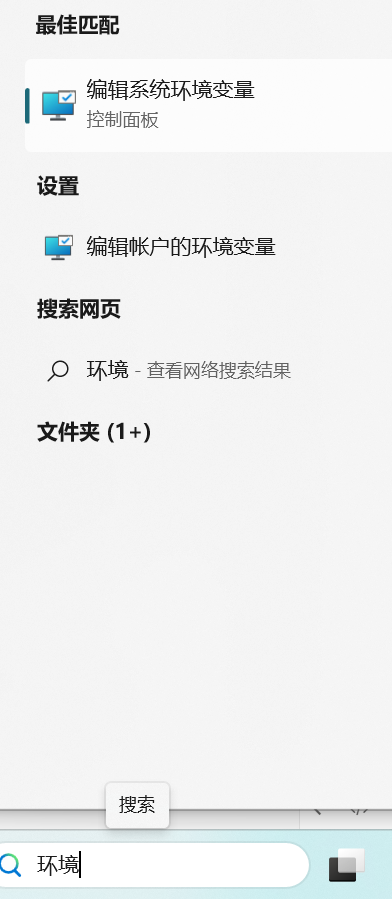 最佳匹配
编辑系统环境变量
控制面板
设置
编辑帐户的环境变量
搜索网页
环境 - 查看网络搜索结果
文件夹 (1+)
搜索
环境